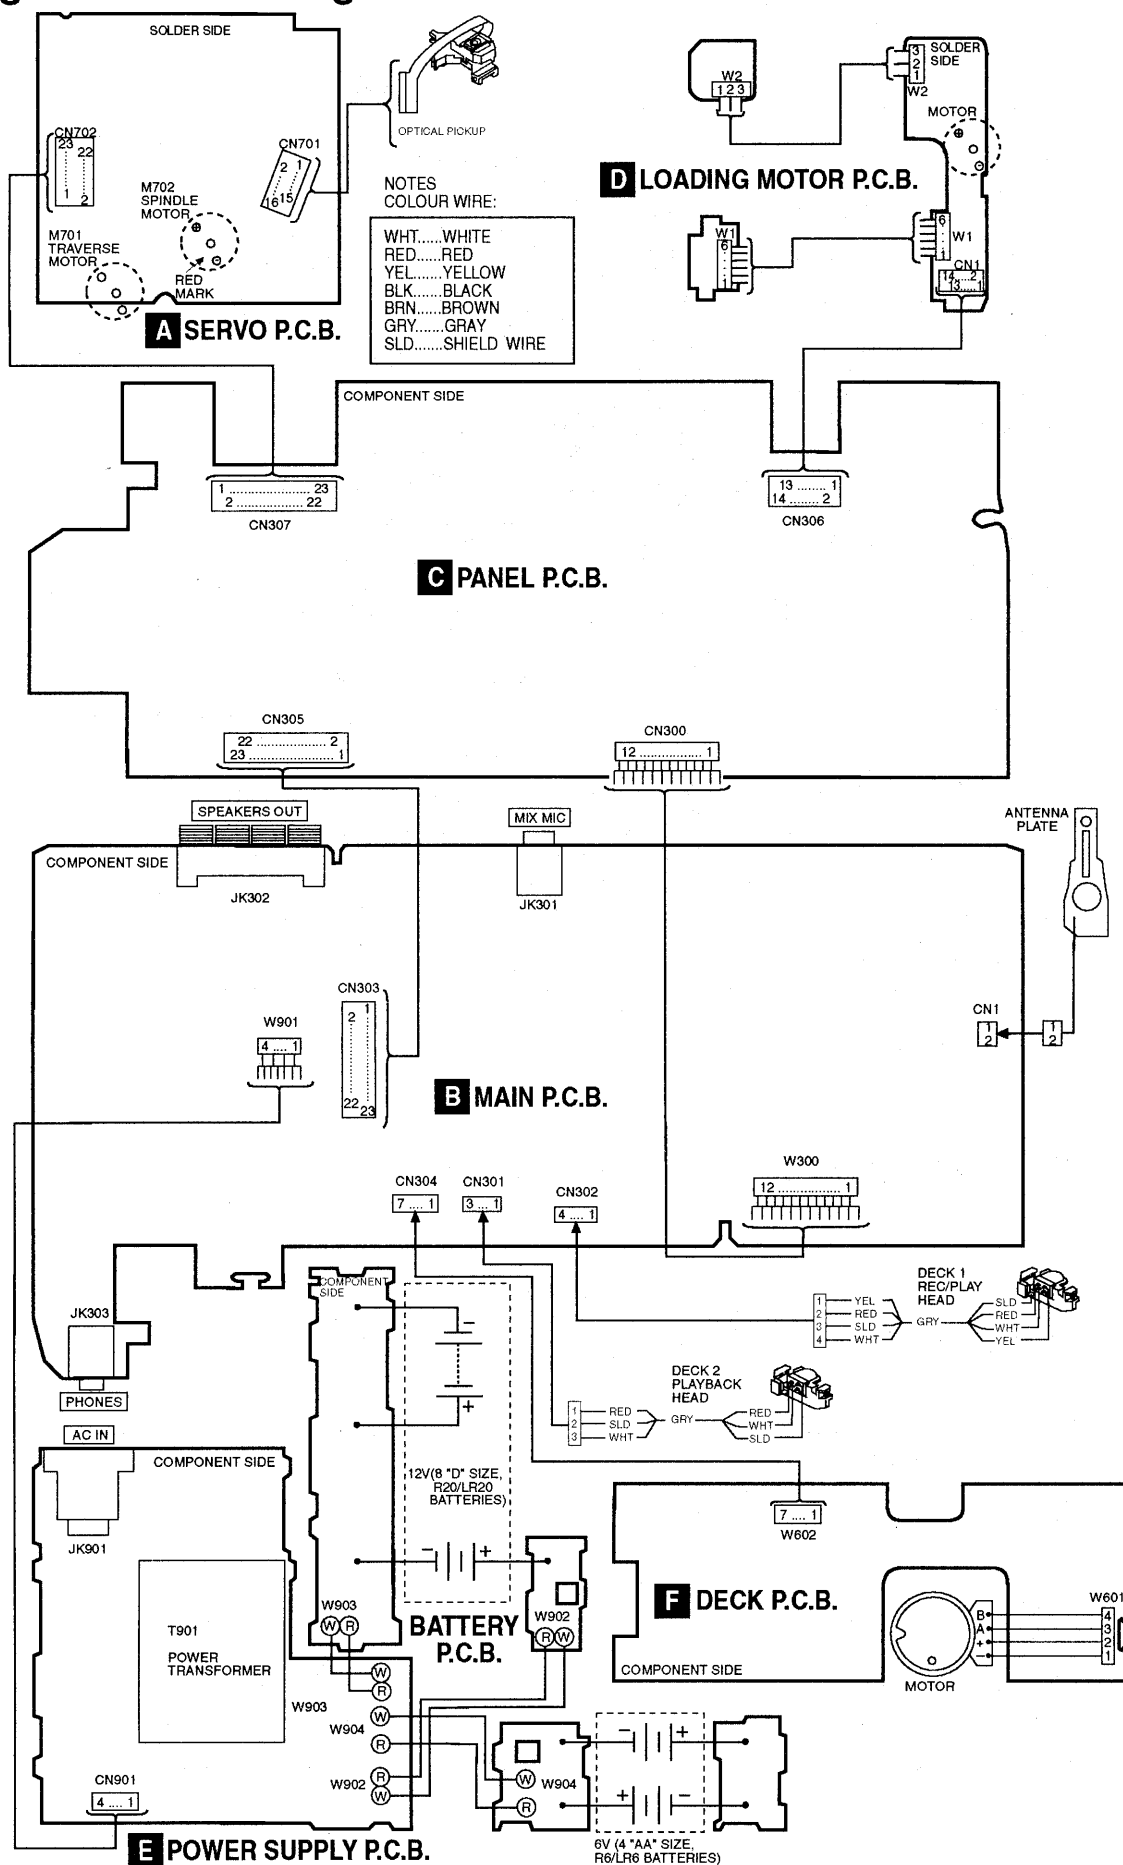 SOLDER SIDE
CN702
23
22
1
2
CN701
2 1
16 15
M702
SPINDLE
MOTOR
M701
TRAVERSE
MOTOR
RED
MARK
A SERVO P.C.B.
OPTICAL PICKUP
NOTES
COLOUR WIRE:
WHT.....WHITE
RED......RED
YEL.......YELLOW
BLK.......BLACK
BRN......BROWN
GRY.......GRAY
SLD.......SHIELD WIRE
W2
1 2 3
3
2
1
W2
SOLDER
SIDE
MOTOR
D LOADING MOTOR P.C.B.
W1
6
1
6
1
W1
CN1
14....2
13....1
COMPONENT SIDE
1 ...................... 23
2 .................. 22
CN307
13 ........ 1
14 ........ 2
CN306
C PANEL P.C.B.
CN305
22 ................... 2
23 ........................ 1
CN300
12 ................. 1
SPEAKERS OUT
MIX MIC
ANTENNA
PLATE
COMPONENT SIDE
JK302
JK301
CN303
1
2
22
23
W901
4 .... 1
CN1
1
2
1
2
B MAIN P.C.B.
CN304
7 .... 1
CN301
3 ... 1
CN302
4 .... 1
W300
12 ................. 1
JK303
PHONES
COMPONENT
SIDE
−
+
DECK 1
REC/PLAY
HEAD
1 YEL
2 RED
3 SLD
4 WHT
GRY
SLD
RED
WHT
YEL
DECK 2
PLAYBACK
HEAD
1 RED
2 SLD
3 WHT
GRY
RED
WHT
SLD
12V(8 "D" SIZE,
R20/LR20
BATTERIES)
− +
AC IN
COMPONENT SIDE
JK901
T901
POWER
TRANSFORMER
W903
W R
BATTERY
P.C.B.
W902
R W
7 .... 1
W602
F DECK P.C.B.
COMPONENT SIDE
MOTOR
B
A
+
−
W601
4
3
2
1
W903
W
R
W904
W
R
W902
R
W
CN901
4 .... 1
W
W904
R
− +
+ −
6V (4 "AA" SIZE,
R6/LR6 BATTERIES)
E POWER SUPPLY P.C.B.